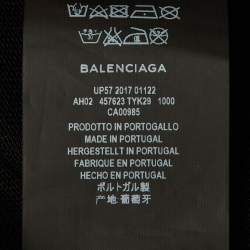 BALENCIAGA
UP57 2017 01122
AH02 457623 TYK29 1000
CA00985
PRODOTTO IN PORTOGALLO
MADE IN PORTUGAL
HERGESTELLT IN PORTUGAL
FABRIQUE EN PORTUGAL
HECHO EN PORTUGAL
ポルトガル製
产地:葡萄牙